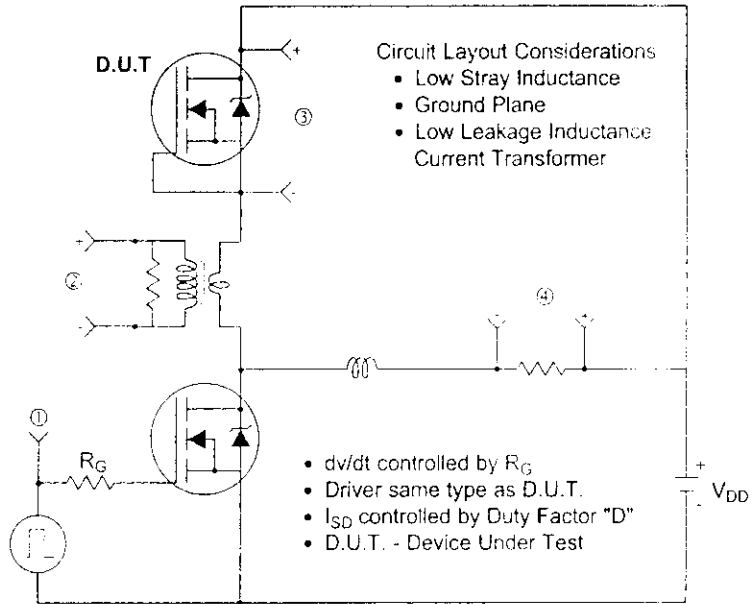 D.U.T
+
③
-
Circuit Layout Considerations
• Low Stray Inductance
• Ground Plane
• Low Leakage Inductance
Current Transformer
+
②
-
④
-
+
①
R_G
• dv/dt controlled by R_G
• Driver same type as D.U.T.
• I_SD controlled by Duty Factor "D"
• D.U.T. - Device Under Test
+
V_DD
-